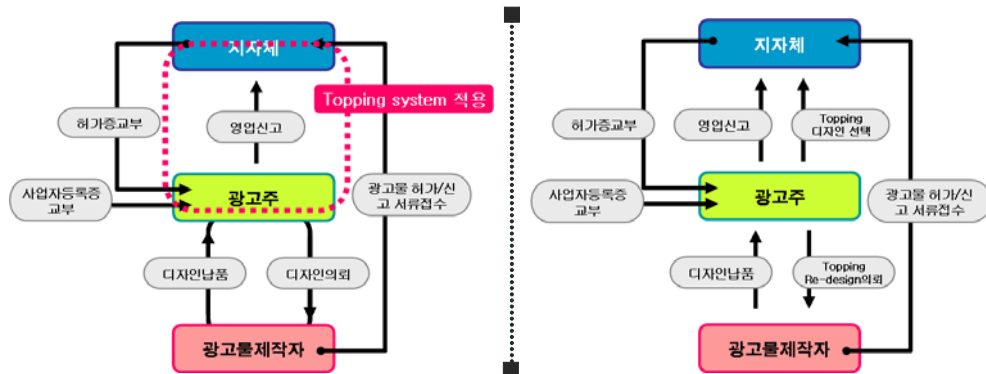 지자체
Topping system 적용
허가증교부
영업신고
사업자등록증
교부
광고주
광고물 허가/신
고 서류접수
디자인납품
디자인의뢰
광고물제작자
지자체
허가증교부
영업신고
Topping
디자인 선택
사업자등록증
교부
광고주
광고물 허가/신
고 서류접수
디자인납품
Topping
Re-design의뢰
광고물제작자